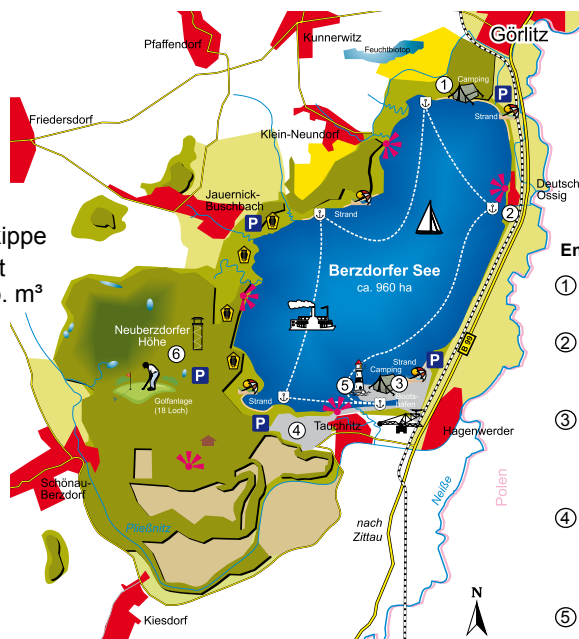 Görlitz
Kunnerwitz
Pfaffendorf
Feuchtbiotop
Camping
1
P
Friedersdorf
Strand
Klein-Neundorf
Deutsch
Ossig
Jauernick-
Buschbach
2
Strand
P
kippe
t
o. m³
Berzdorfer See
ca. 960 ha
Er
1
2
Neuberzdorfer
Höhe
6
B 99
Strand
P
Camping
5
3
P
Golfanlage
(18 Loch)
Strand
P
4
Tauchritz
Hagenwerder
3
Schönau-
Berzdorf
Neiße
Polen
4
Pließnitz
nach
Zittau
N
Kiesdorf
5